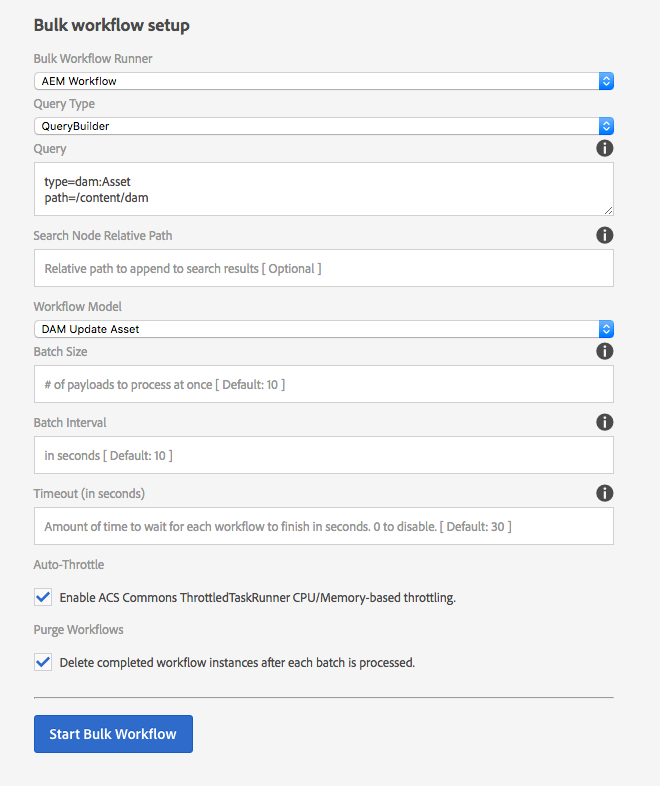 Bulk workflow setup
Bulk Workflow Runner
AEM Workflow
Query Type
QueryBuilder
Query
type=dam:Asset
path=/content/dam
Search Node Relative Path
Relative path to append to search results [ Optional ]
Workflow Model
DAM Update Asset
Batch Size
# of payloads to process at once [ Default: 10 ]
Batch Interval
in seconds [ Default: 10 ]
Timeout (in seconds)
Amount of time to wait for each workflow to finish in seconds. 0 to disable. [ Default: 30 ]
Auto-Throttle
Enable ACS Commons ThrottledTaskRunner CPU/Memory-based throttling.
Purge Workflows
Delete completed workflow instances after each batch is processed.
Start Bulk Workflow